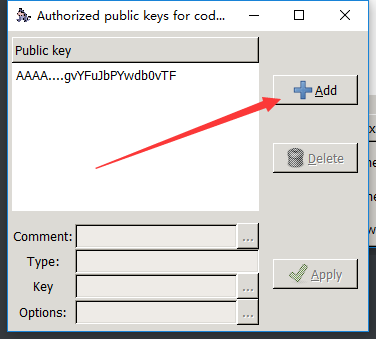 Authorized public keys for cod...
Public key
AAAA....gvYFuJbPYwdb0vTF
Add
Delete
Comment:
...
Type:
Key
...
Apply
Options:
...